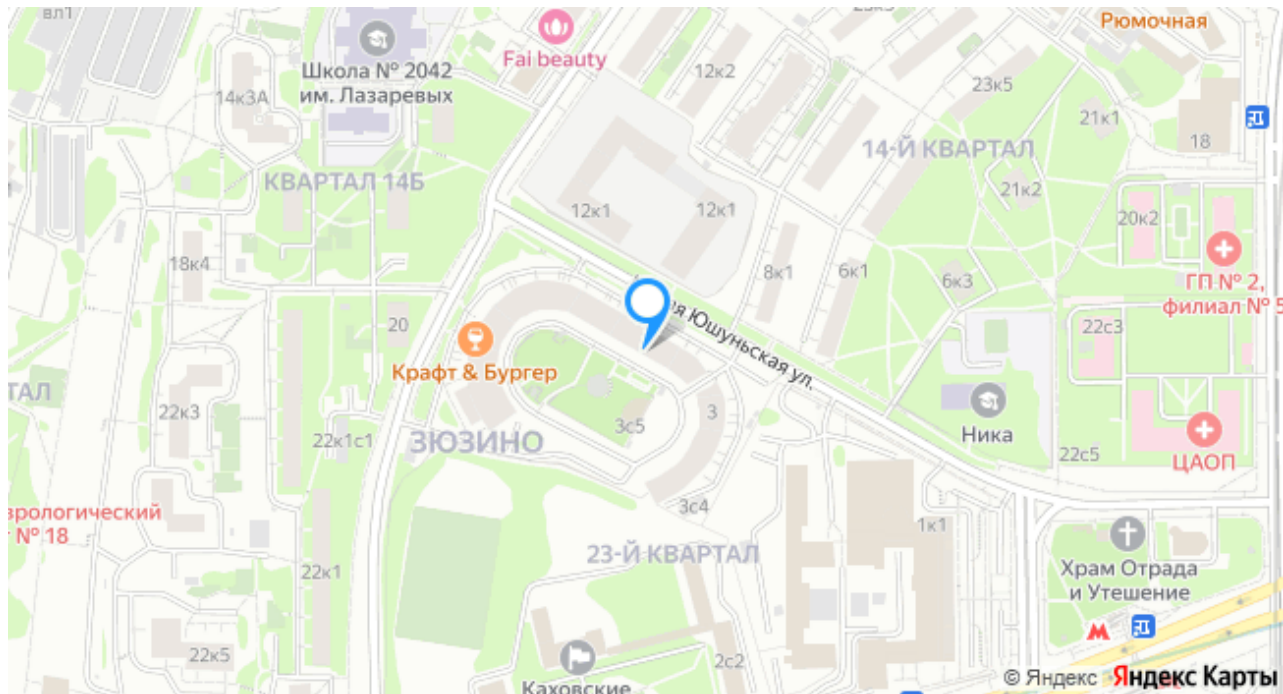 вл1
Рюмочная
Fai beauty
Школа № 2042
им. Лазаревых
12к2
23к5
14к3А
21к1
18
14-Й КВАРТАЛ
КВАРТАЛ 14Б
21к2
12к1
12к1
20к2
18к4
8к1
6к1
6к3
ГП № 2,
филиал № 5
20
ая Юшуньская ул.
22с3
Крафт & Бургер
ТАЛ
22к3
3
3с5
Ника
22к1с1
ЗЮЗИНО
22с5
ЦАОП
3с4
врологический
№ 18
1к1
23-Й КВАРТАЛ
Храм Отрада
и Утешение
22к1
22к5
2с2
Каховские
© Яндекс Яндекс Карты